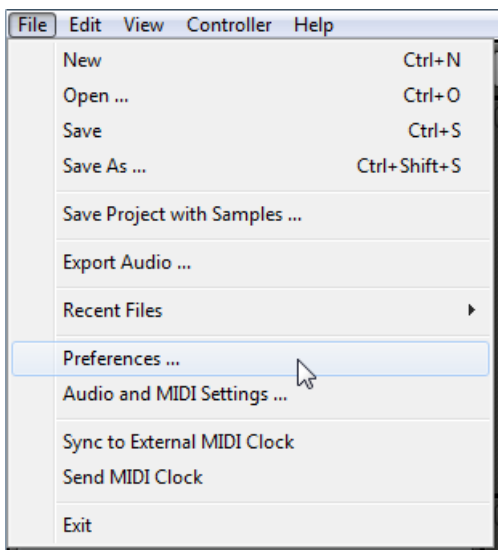 File Edit View Controller Help
New Ctrl+N
Open ... Ctrl+O
Save Ctrl+S
Save As ... Ctrl+Shift+S
Save Project with Samples ...
Export Audio ...
Recent Files
Preferences ...
Audio and MIDI Settings ...
Sync to External MIDI Clock
Send MIDI Clock
Exit